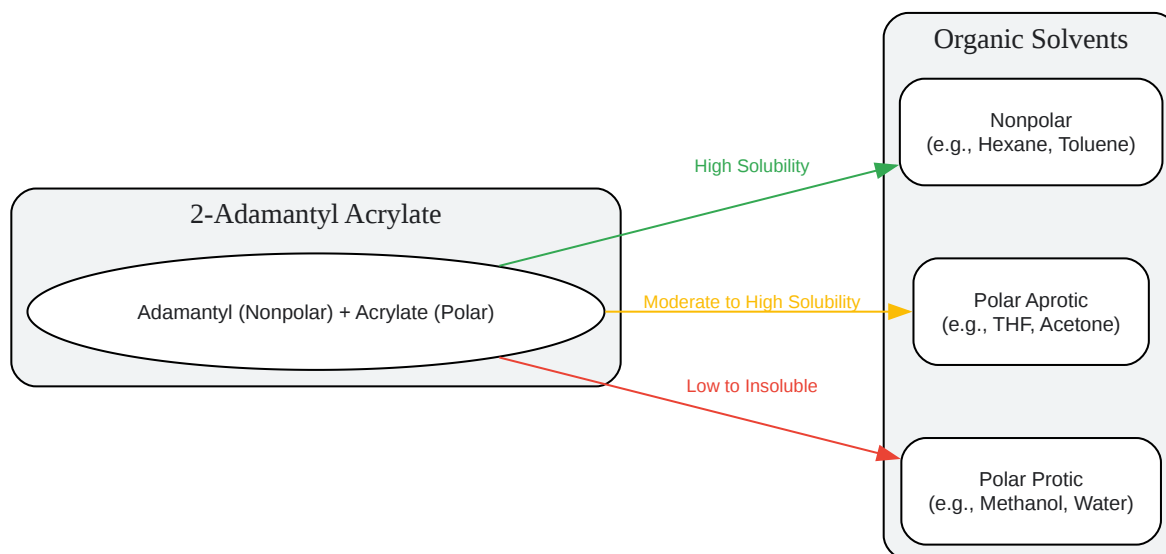 2-Adamantyl Acrylate
Adamantyl (Nonpolar) + Acrylate (Polar)
High Solubility
Moderate to High Solubility
Low to Insoluble
Organic Solvents
Nonpolar
(e.g., Hexane, Toluene)
Polar Aprotic
(e.g., THF, Acetone)
Polar Protic
(e.g., Methanol, Water)